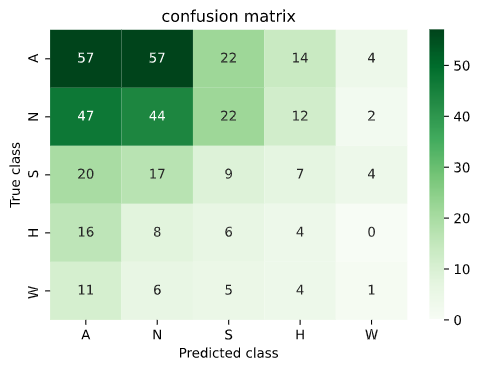 confusion matrix
A 57 57 22 14 4
N 47 44 22 12 2
S 20 17 9 7 4
H 16 8 6 4 0
W 11 6 5 4 1
A N S H W
Predicted class
True class
50
40
30
20
10
0